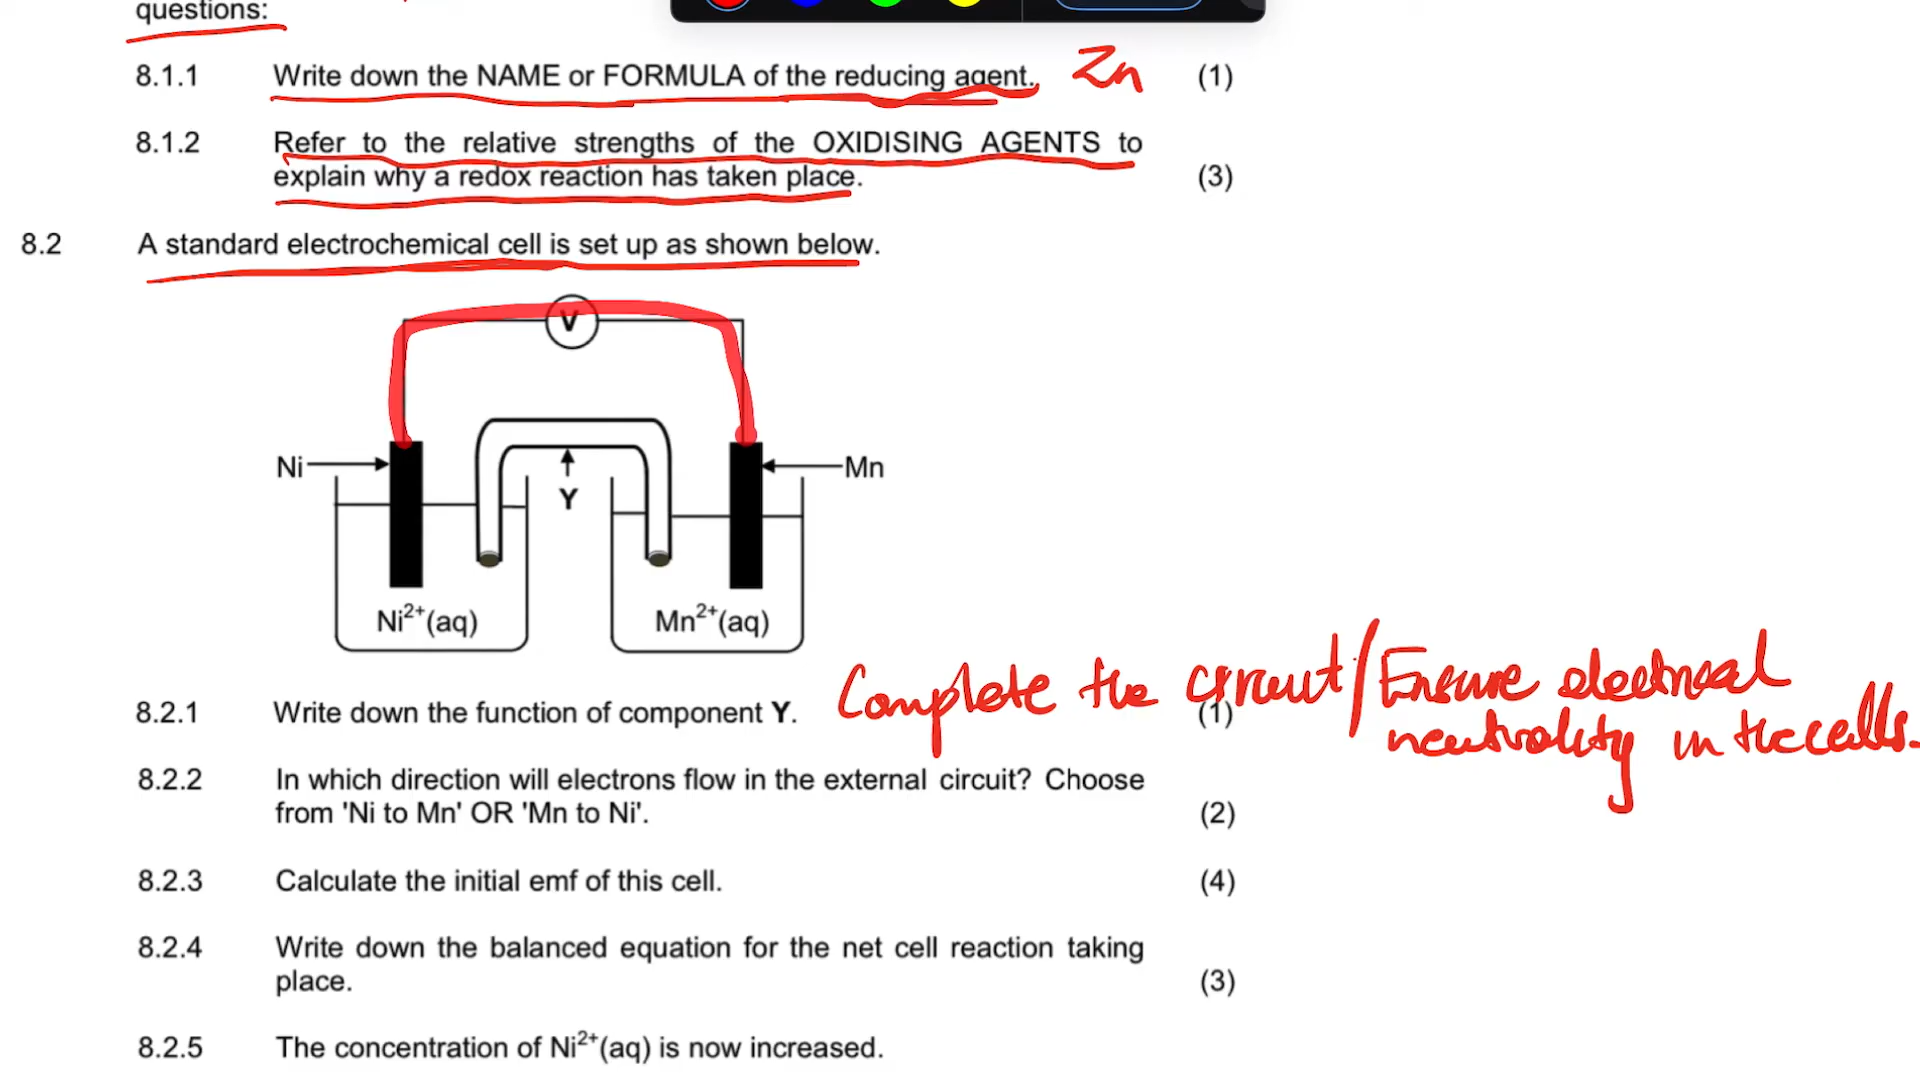 questions:
8.1.1 Write down the NAME or FORMULA of the reducing agent. Zn (1)
8.1.2 Refer to the relative strengths of the OXIDISING AGENTS to
explain why a redox reaction has taken place. (3)
8.2 A standard electrochemical cell is set up as shown below.
V
Ni Mn
Y
Ni²⁺(aq) Mn²⁺(aq)
8.2.1 Write down the function of component Y. (1)
Complete the circuit/Ensure electrical
neutrality in the cells.
8.2.2 In which direction will electrons flow in the external circuit? Choose
from 'Ni to Mn' OR 'Mn to Ni'. (2)
8.2.3 Calculate the initial emf of this cell. (4)
8.2.4 Write down the balanced equation for the net cell reaction taking
place. (3)
8.2.5 The concentration of Ni²⁺(aq) is now increased.